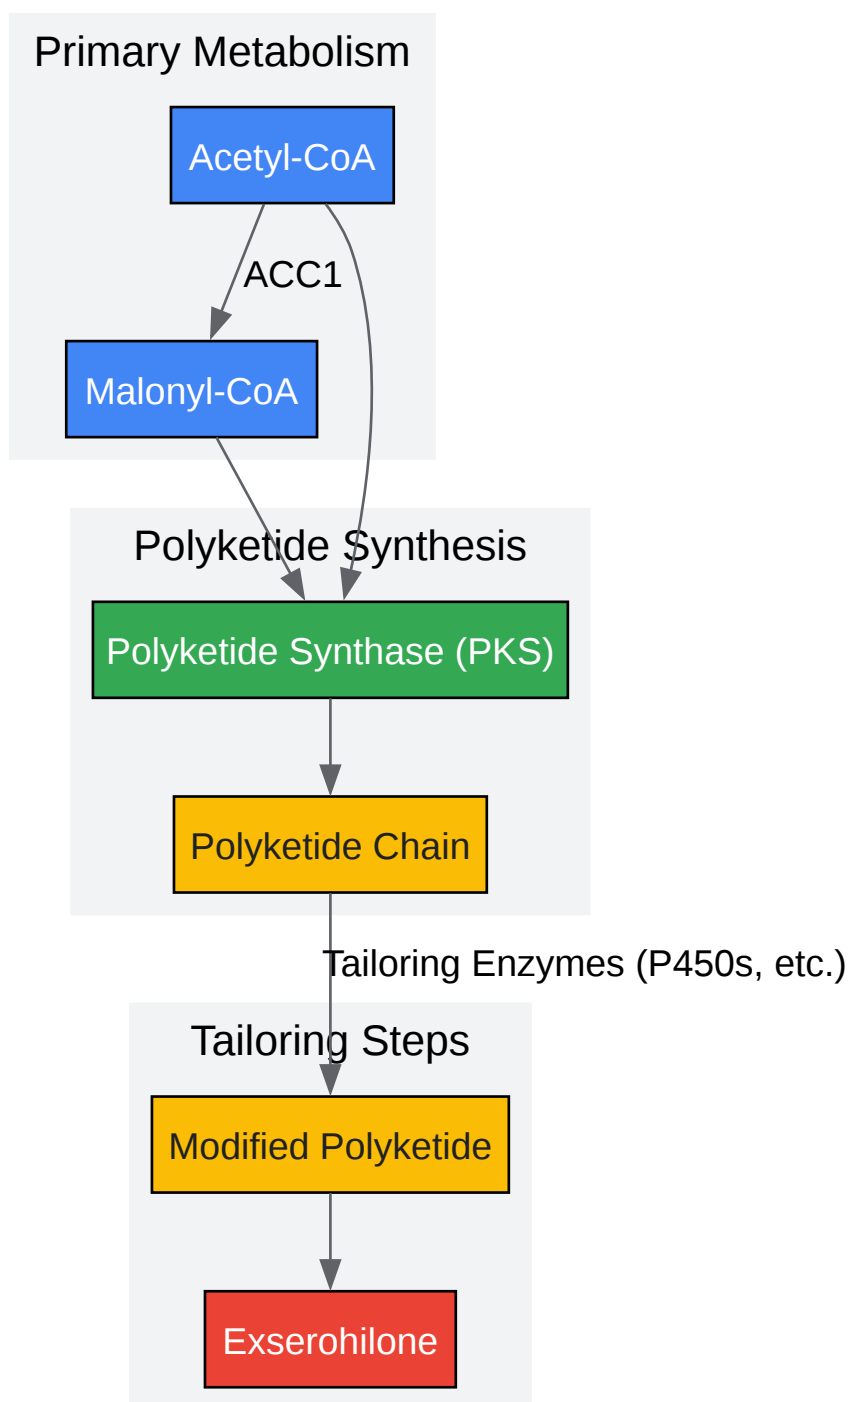 Primary Metabolism
Acetyl-CoA
ACC1
Malonyl-CoA
Polyketide Synthesis
Polyketide Synthase (PKS)
Polyketide Chain
Tailoring Enzymes (P450s, etc.)
Tailoring Steps
Modified Polyketide
Exserohilone